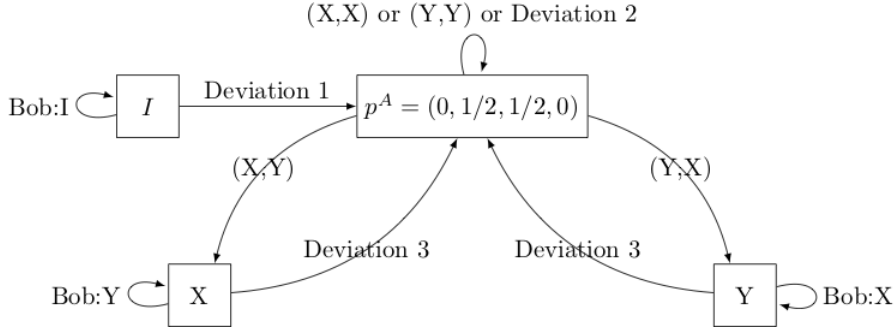 (X,X) or (Y,Y) or Deviation 2
Bob:I
I
Deviation 1
p^A = (0, 1/2, 1/2, 0)
(X,Y)
(Y,X)
Deviation 3
Deviation 3
Bob:Y
X
Y
Bob:X